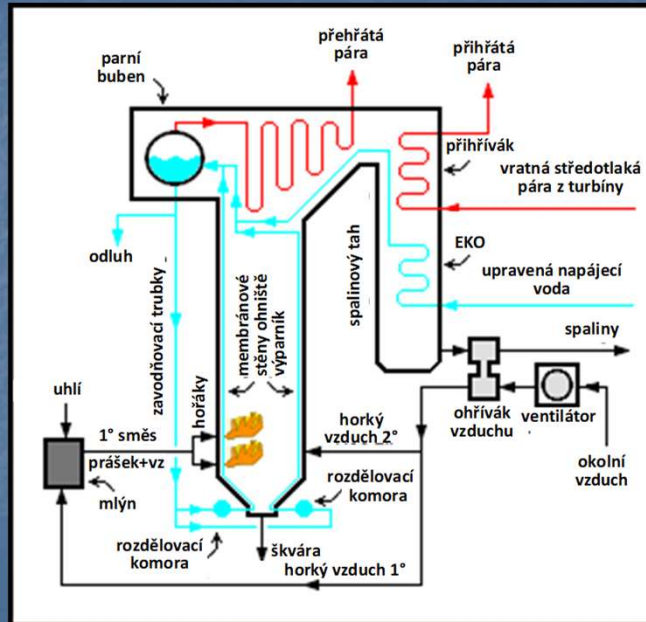 přehřátá
pára
přihřátá
pára
parní
buben
přihřívák
vratná středotlaká
pára z turbíny
EKO
upravená napájecí
voda
odluh
zavodňovací trubky
membránové
stěny ohniště
výparník
spalinový tah
spaliny
hořáky
uhlí
1° směs
prášek+vz
mlýn
horký
vzduch 2°
ohřívák
vzduchu
ventilátor
okolní
vzduch
rozdělovací
komora
rozdělovací
komora
škvára
horký vzduch 1°